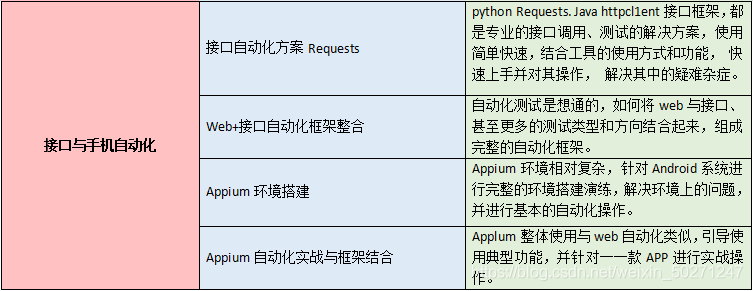 接口与手机自动化
接口自动化方案 Requests
python Requests. Java httpcl1ent 接口框架，都
是专业的接口调用、测试的解决方案，使用
简单快速，结合工具的使用方式和功能， 快
速上手并对其操作， 解决其中的疑难杂症。
Web+接口自动化框架整合
自动化测试是想通的，如何将 web 与接口、
甚至更多的测试类型和方向结合起来，组成
完整的自动化框架。
Appium 环境搭建
Appium 环境相对复杂，针对 Android 系统进
行完整的环境搭建演练，解决环境上的问题，
并进行基本的自动化操作。
Appium 自动化实战与框架结合
Applum 整体使用与 web 自动化类似，引导使
用典型功能，并针对一一款 APP 进行实战操
作。
https://blog.csdn.net/weixin_50271247